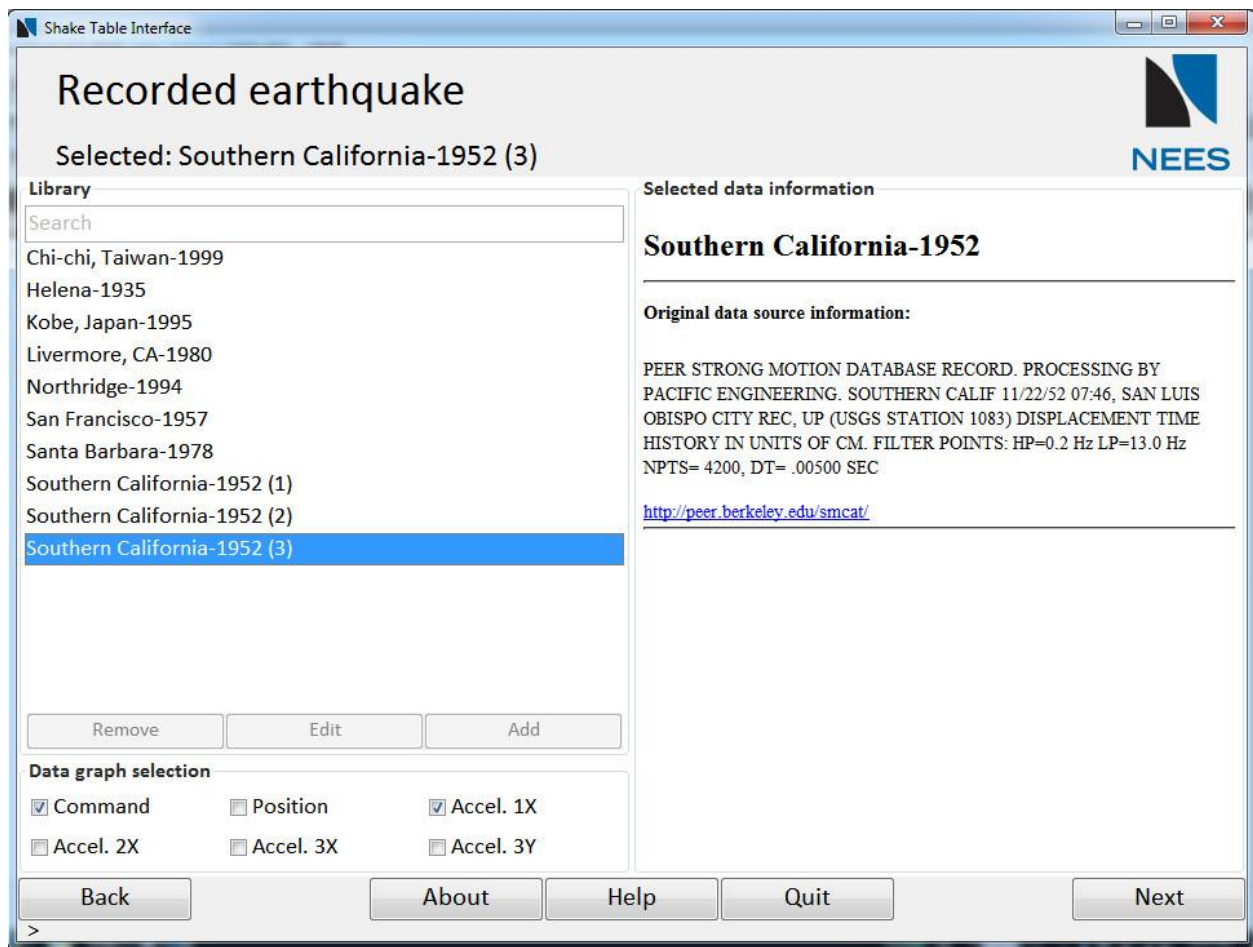 Shake Table Interface
Recorded earthquake
Selected: Southern California-1952 (3)
NEES
Library
Search
Chi-chi, Taiwan-1999
Helena-1935
Kobe, Japan-1995
Livermore, CA-1980
Northridge-1994
San Francisco-1957
Santa Barbara-1978
Southern California-1952 (1)
Southern California-1952 (2)
Southern California-1952 (3)
Remove Edit Add
Data graph selection
Command Position Accel. 1X
Accel. 2X Accel. 3X Accel. 3Y
Selected data information
Southern California-1952
Original data source information:
PEER STRONG MOTION DATABASE RECORD. PROCESSING BY
PACIFIC ENGINEERING. SOUTHERN CALIF 11/22/52 07:46, SAN LUIS
OBISPO CITY REC, UP (USGS STATION 1083) DISPLACEMENT TIME
HISTORY IN UNITS OF CM. FILTER POINTS: HP=0.2 Hz LP=13.0 Hz
NPTS= 4200, DT= .00500 SEC
http://peer.berkeley.edu/smcat/
Back About Help Quit Next
>